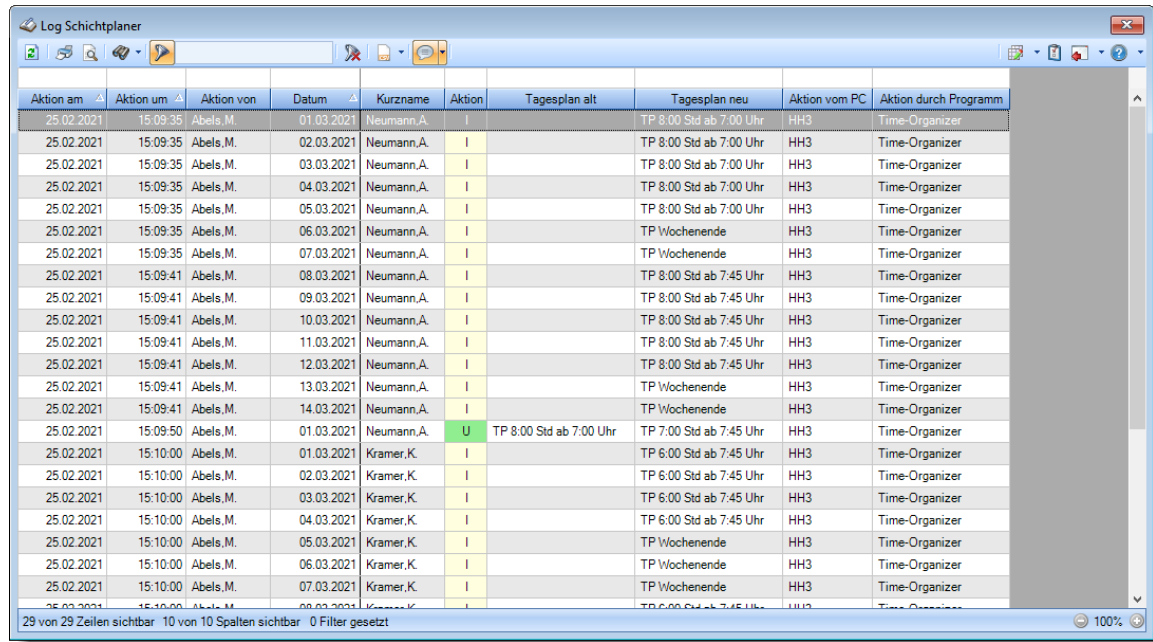 Log Schichtplaner
Aktion am Aktion um Aktion von Datum Kurzname Aktion Tagesplan alt Tagesplan neu Aktion vom PC Aktion durch Programm
25.02.2021 15:09:35 Abels,M. 01.03.2021 Neumann,A. I TP 8:00 Std ab 7:00 Uhr HH3 Time-Organizer
25.02.2021 15:09:35 Abels,M. 02.03.2021 Neumann,A. I TP 8:00 Std ab 7:00 Uhr HH3 Time-Organizer
25.02.2021 15:09:35 Abels,M. 03.03.2021 Neumann,A. I TP 8:00 Std ab 7:00 Uhr HH3 Time-Organizer
25.02.2021 15:09:35 Abels,M. 04.03.2021 Neumann,A. I TP 8:00 Std ab 7:00 Uhr HH3 Time-Organizer
25.02.2021 15:09:35 Abels,M. 05.03.2021 Neumann,A. I TP 8:00 Std ab 7:00 Uhr HH3 Time-Organizer
25.02.2021 15:09:35 Abels,M. 06.03.2021 Neumann,A. I TP Wochenende HH3 Time-Organizer
25.02.2021 15:09:35 Abels,M. 07.03.2021 Neumann,A. I TP Wochenende HH3 Time-Organizer
25.02.2021 15:09:41 Abels,M. 08.03.2021 Neumann,A. I TP 8:00 Std ab 7:45 Uhr HH3 Time-Organizer
25.02.2021 15:09:41 Abels,M. 09.03.2021 Neumann,A. I TP 8:00 Std ab 7:45 Uhr HH3 Time-Organizer
25.02.2021 15:09:41 Abels,M. 10.03.2021 Neumann,A. I TP 8:00 Std ab 7:45 Uhr HH3 Time-Organizer
25.02.2021 15:09:41 Abels,M. 11.03.2021 Neumann,A. I TP 8:00 Std ab 7:45 Uhr HH3 Time-Organizer
25.02.2021 15:09:41 Abels,M. 12.03.2021 Neumann,A. I TP 8:00 Std ab 7:45 Uhr HH3 Time-Organizer
25.02.2021 15:09:41 Abels,M. 13.03.2021 Neumann,A. I TP Wochenende HH3 Time-Organizer
25.02.2021 15:09:41 Abels,M. 14.03.2021 Neumann,A. I TP Wochenende HH3 Time-Organizer
25.02.2021 15:09:50 Abels,M. 01.03.2021 Neumann,A. U TP 8:00 Std ab 7:00 Uhr TP 7:00 Std ab 7:45 Uhr HH3 Time-Organizer
25.02.2021 15:10:00 Abels,M. 01.03.2021 Kramer,K. I TP 6:00 Std ab 7:45 Uhr HH3 Time-Organizer
25.02.2021 15:10:00 Abels,M. 02.03.2021 Kramer,K. I TP 6:00 Std ab 7:45 Uhr HH3 Time-Organizer
25.02.2021 15:10:00 Abels,M. 03.03.2021 Kramer,K. I TP 6:00 Std ab 7:45 Uhr HH3 Time-Organizer
25.02.2021 15:10:00 Abels,M. 04.03.2021 Kramer,K. I TP 6:00 Std ab 7:45 Uhr HH3 Time-Organizer
25.02.2021 15:10:00 Abels,M. 05.03.2021 Kramer,K. I TP Wochenende HH3 Time-Organizer
25.02.2021 15:10:00 Abels,M. 06.03.2021 Kramer,K. I TP Wochenende HH3 Time-Organizer
25.02.2021 15:10:00 Abels,M. 07.03.2021 Kramer,K. I TP Wochenende HH3 Time-Organizer
29 von 29 Zeilen sichtbar 10 von 10 Spalten sichtbar 0 Filter gesetzt 100%